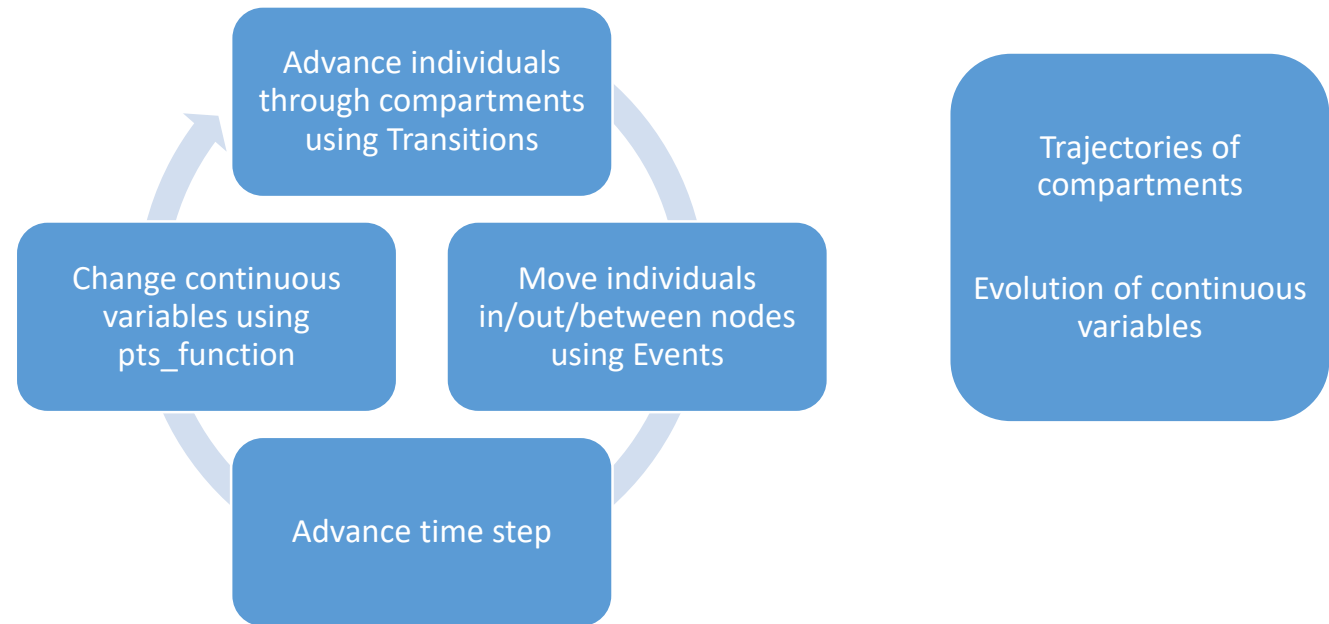 Advance individuals
through compartments
using Transitions
Change continuous
variables using
pts_function
Move individuals
in/out/between nodes
using Events
Advance time step
Trajectories of
compartments
Evolution of continuous
variables